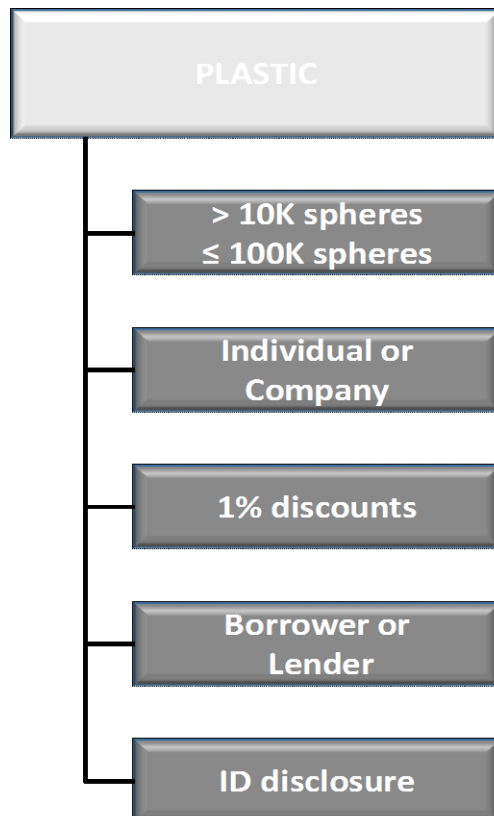 PLASTIC
> 10K spheres
≤ 100K spheres
Individual or
Company
1% discounts
Borrower or
Lender
ID disclosure